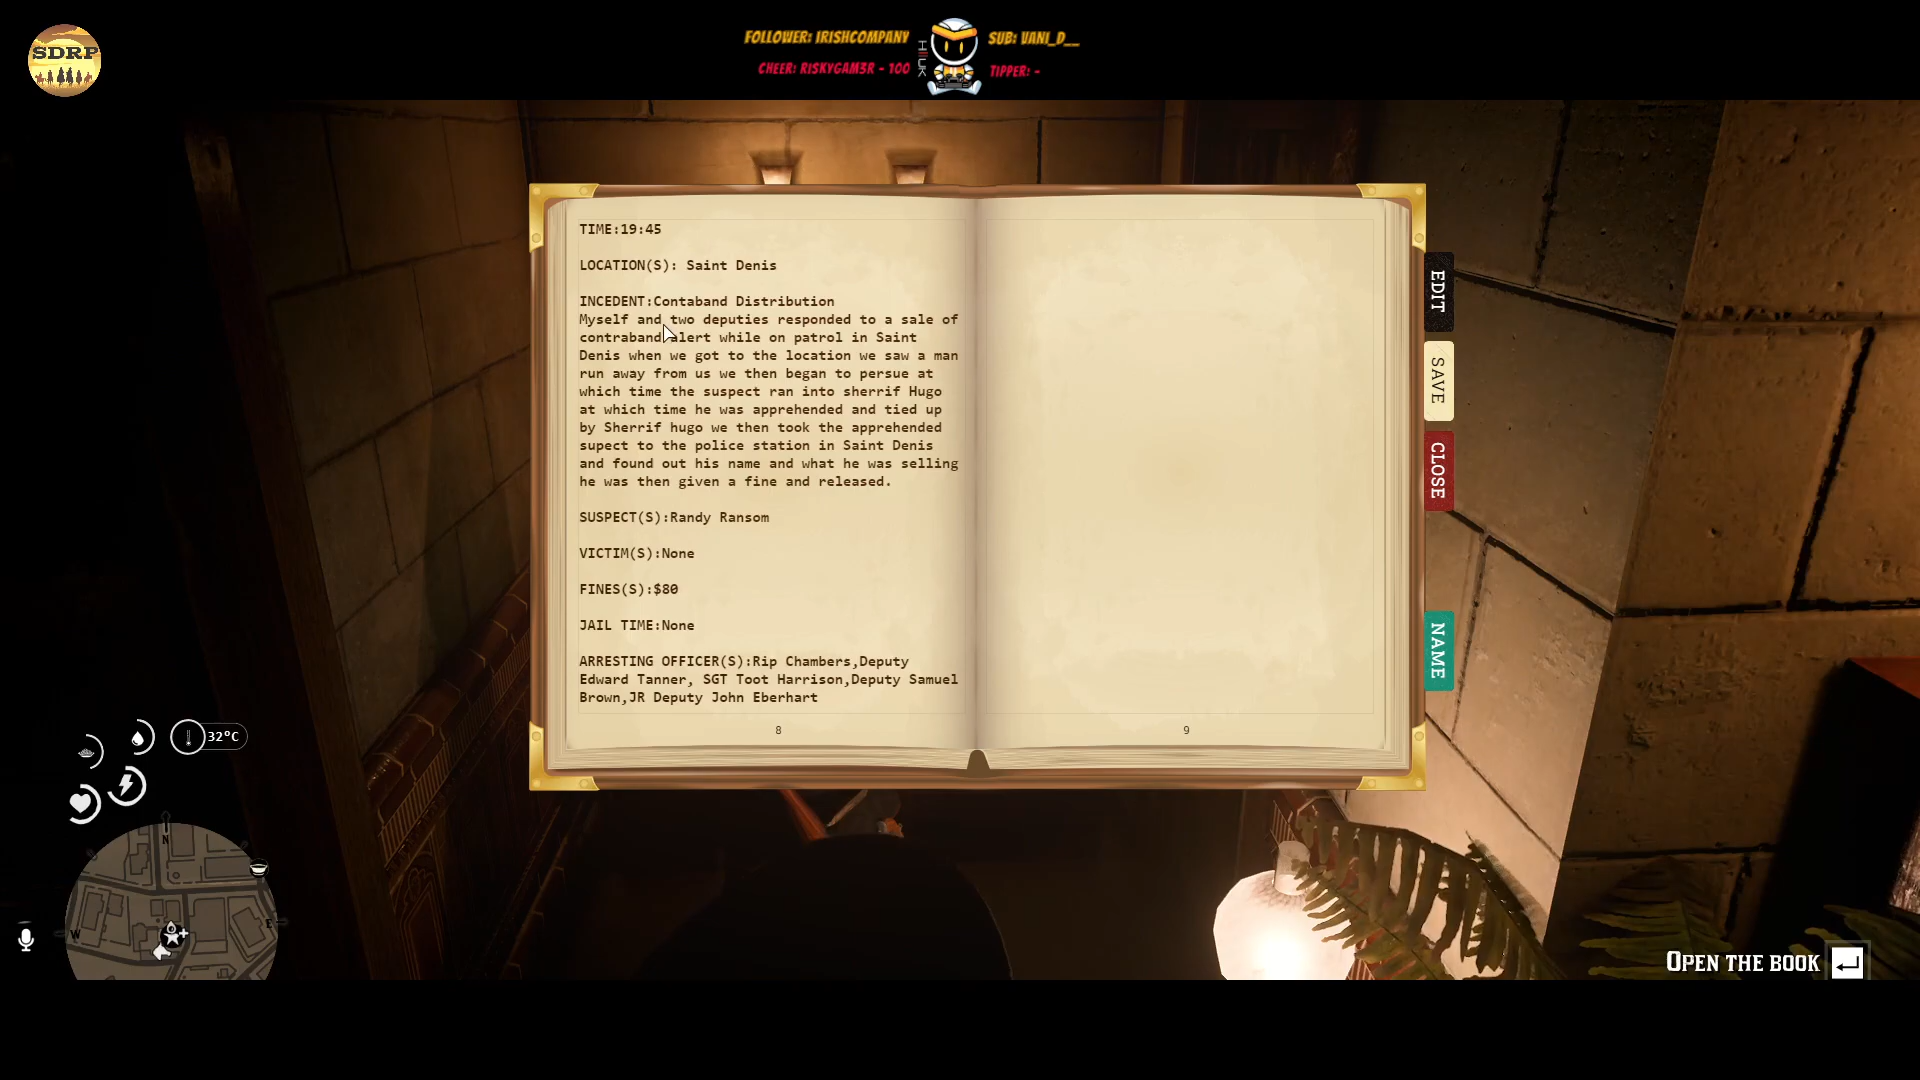 SDRP
FOLLOWER: IRISHCOMPANY
SUB: VANI_D__
CHEER: RISKYGAM3R - 100
TIPPER: -
TIME:19:45
LOCATION(S): Saint Denis
INCEDENT:Contaband Distribution
Myself and two deputies responded to a sale of
contraband alert while on patrol in Saint
Denis when we got to the location we saw a man
run away from us we then began to persue at
which time the suspect ran into sherrif Hugo
at which time he was apprehended and tied up
by Sherrif hugo we then took the apprehended
supect to the police station in Saint Denis
and found out his name and what he was selling
he was then given a fine and released.
SUSPECT(S):Randy Ransom
VICTIM(S):None
FINES(S):$80
JAIL TIME:None
ARRESTING OFFICER(S):Rip Chambers,Deputy
Edward Tanner, SGT Toot Harrison,Deputy Samuel
Brown,JR Deputy John Eberhart
8
9
EDIT
SAVE
CLOSE
NAME
32°C
N
W
E
OPEN THE BOOK